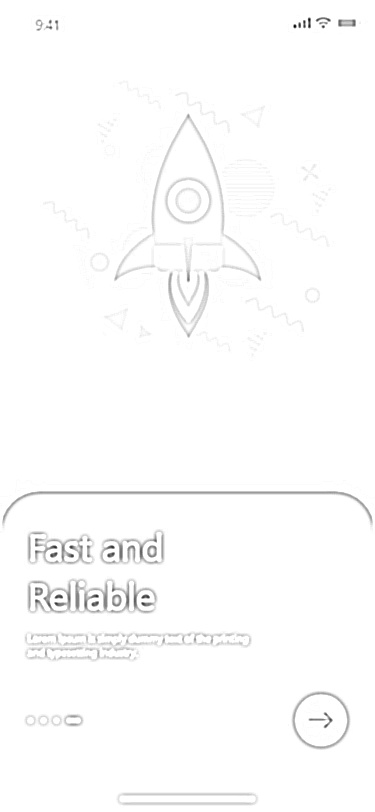 9:41
Fast and
Reliable
Lorem Ipsum is simply dummy text of the printing
and typesetting industry.